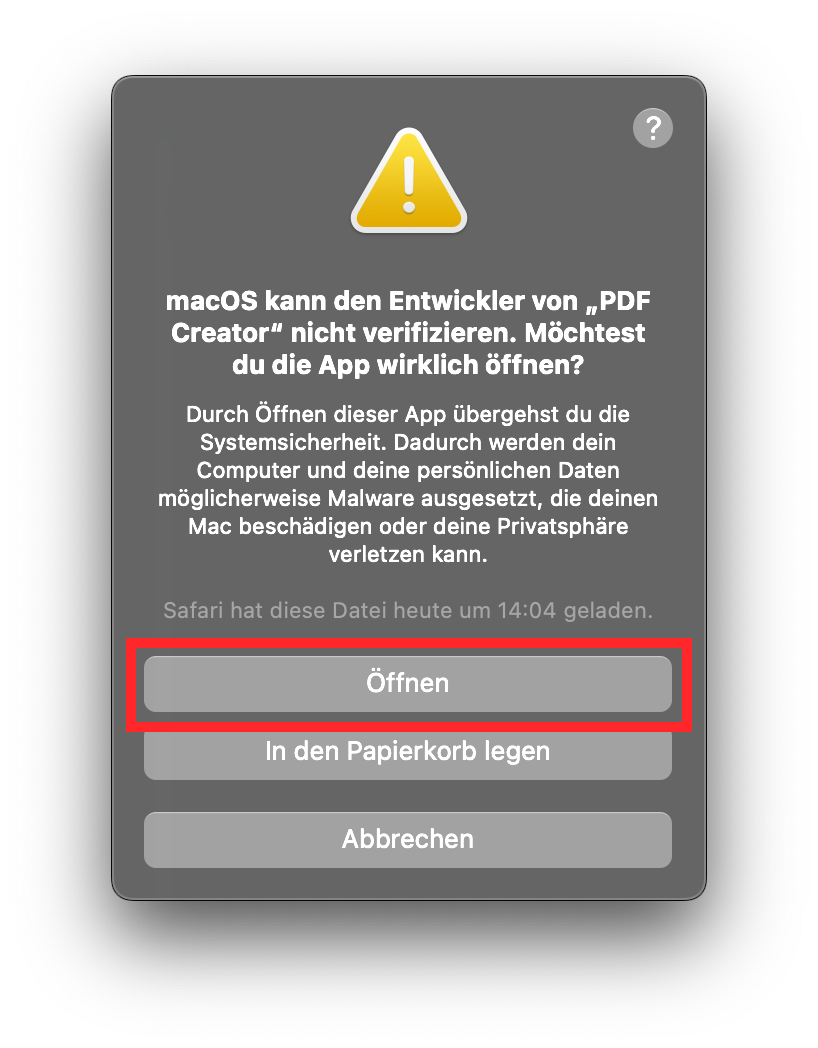 ?
macOS kann den Entwickler von „PDF
Creator“ nicht verifizieren. Möchtest
du die App wirklich öffnen?
Durch Öffnen dieser App übergehst du die
Systemsicherheit. Dadurch werden dein
Computer und deine persönlichen Daten
möglicherweise Malware ausgesetzt, die deinen
Mac beschädigen oder deine Privatsphäre
verletzen kann.
Safari hat diese Datei heute um 14:04 geladen.
Öffnen
In den Papierkorb legen
Abbrechen